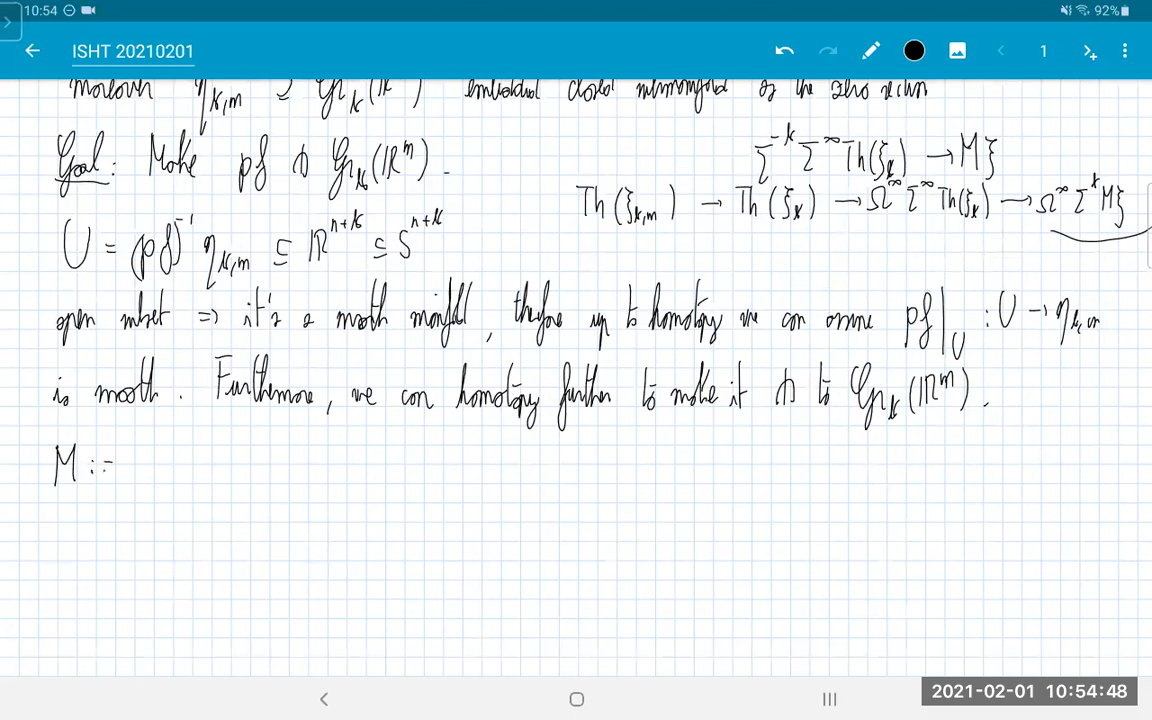 10:54 92%
ISHT 20210201 1
Moreover η_{k,m} ⊇ Gr_k(ℝ^m) embedded closed submanifold of the zero section
Goal: Make pf ⋔ Gr_k(ℝ^m).
Σ^{-k} Σ^∞ Th(ξ_k) → M}
Th(ξ_{k,m}) → Th(ξ_k) → Ω^∞ Σ^∞ Th(ξ_k) → Ω^∞ Σ^k M}
U = (pf)^{-1} η_{k,m} ⊆ ℝ^{n+k} ⊆ S^{n+k}
open subset ⇒ it's a smooth manifold, therefore up to homotopy we can assume pf|_U : U → η_{k,m}
is smooth. Furthermore, we can homotopy further to make it ⋔ to Gr_k(ℝ^m).
M :=
2021-02-01 10:54:48